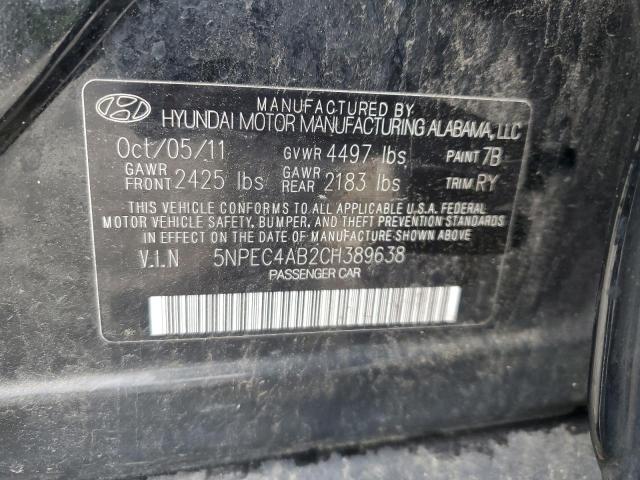 MANUFACTURED BY
HYUNDAI MOTOR MANUFACTURING ALABAMA, LLC
Oct/05/11 GVWR 4497 lbs PAINT 7B
GAWR FRONT 2425 lbs GAWR REAR 2183 lbs TRIM RY
THIS VEHICLE CONFORMS TO ALL APPLICABLE U.S.A. FEDERAL
MOTOR VEHICLE SAFETY, BUMPER, AND THEFT PREVENTION STANDARDS
IN EFFECT ON THE DATE OF MANUFACTURE SHOWN ABOVE
V.I.N 5NPEC4AB2CH389638
PASSENGER CAR